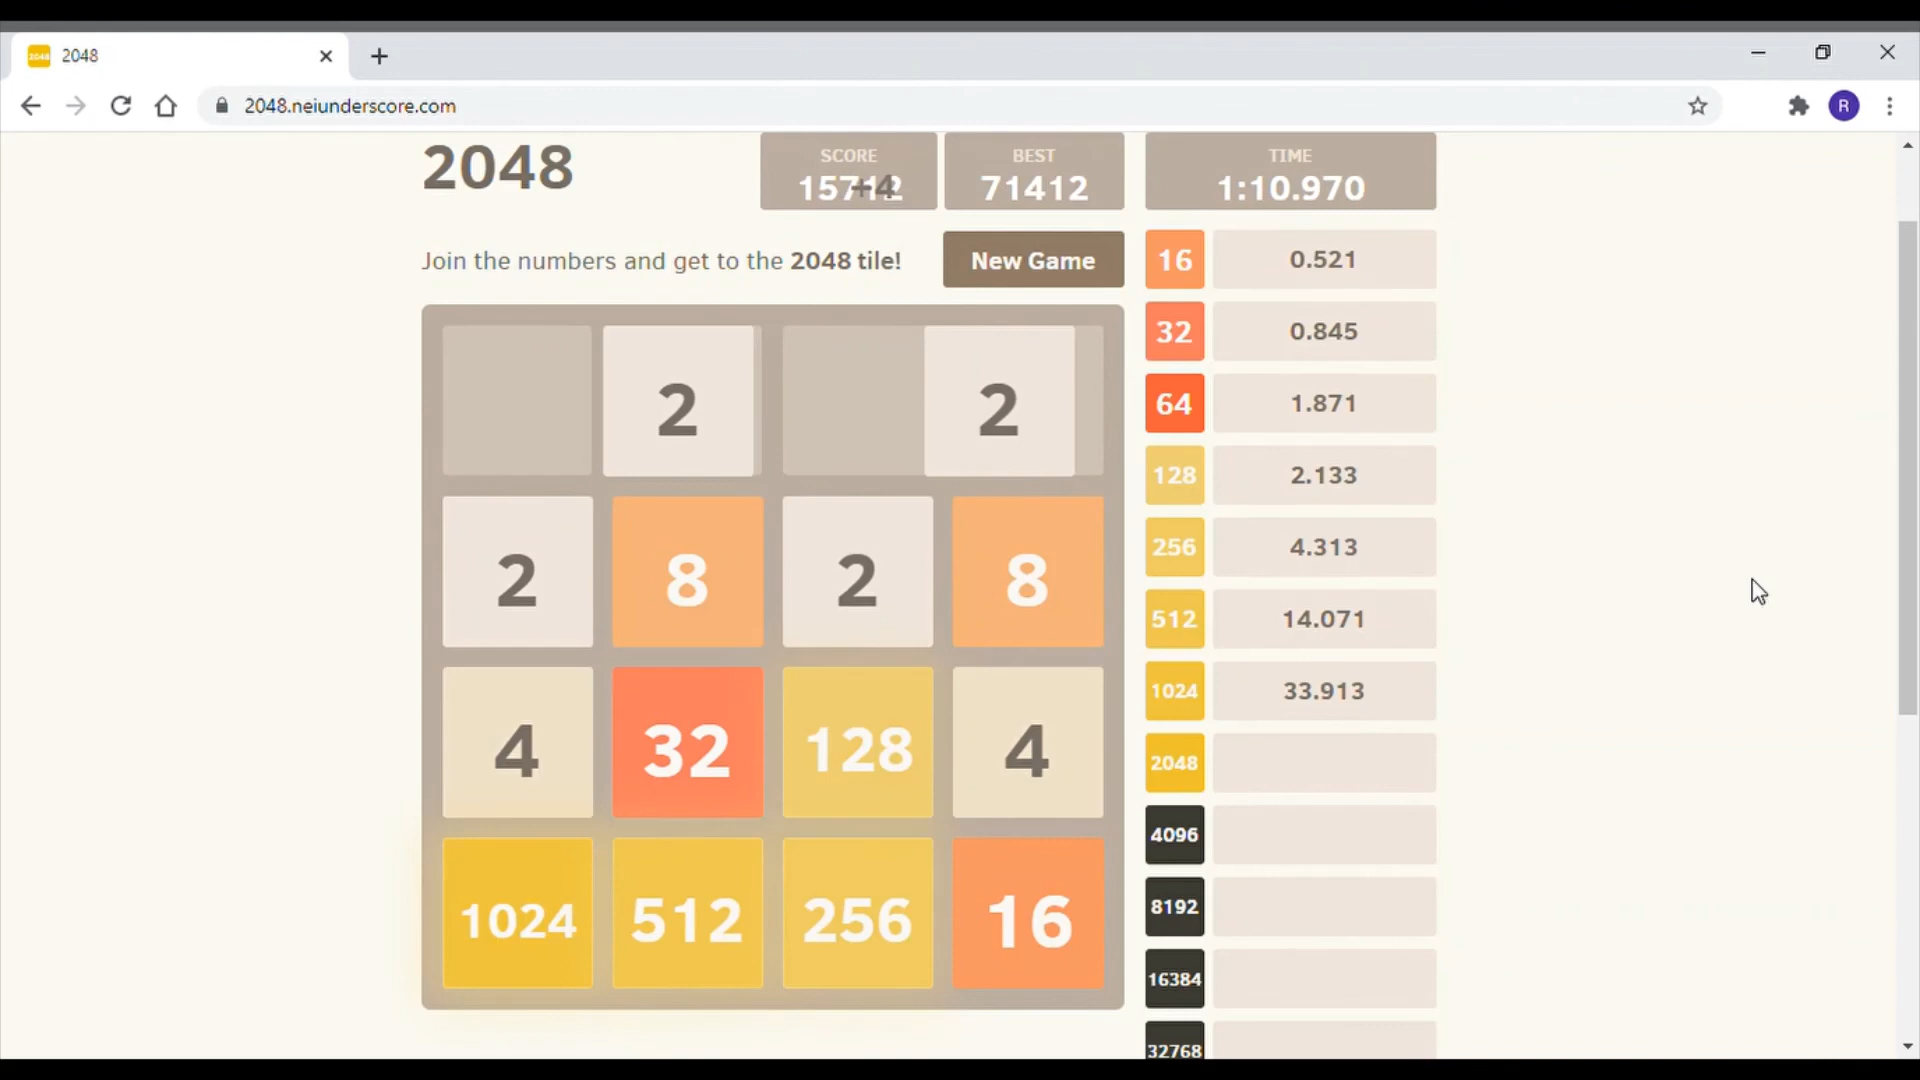 2048
2048.neiunderscore.com
R
2048
SCORE
15712
+4
BEST
71412
TIME
1:10.970
Join the numbers and get to the 2048 tile!
New Game
2 2
2 8 2 8
4 32 128 4
1024 512 256 16
16 0.521
32 0.845
64 1.871
128 2.133
256 4.313
512 14.071
1024 33.913
2048
4096
8192
16384
32768